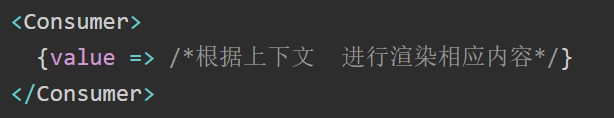 <Consumer>
  {value => /*根据上下文  进行渲染相应内容*/}
</Consumer>